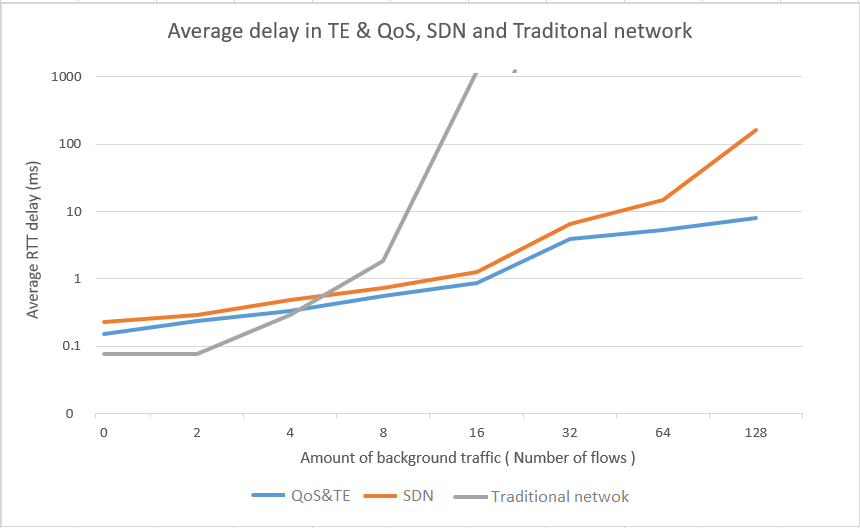 Average delay in TE & QoS, SDN and Traditonal network
1000
100
10
1
0.1
0
Average RTT delay (ms)
0 2 4 8 16 32 64 128
Amount of background traffic ( Number of flows )
QoS&TE SDN Traditional netwok